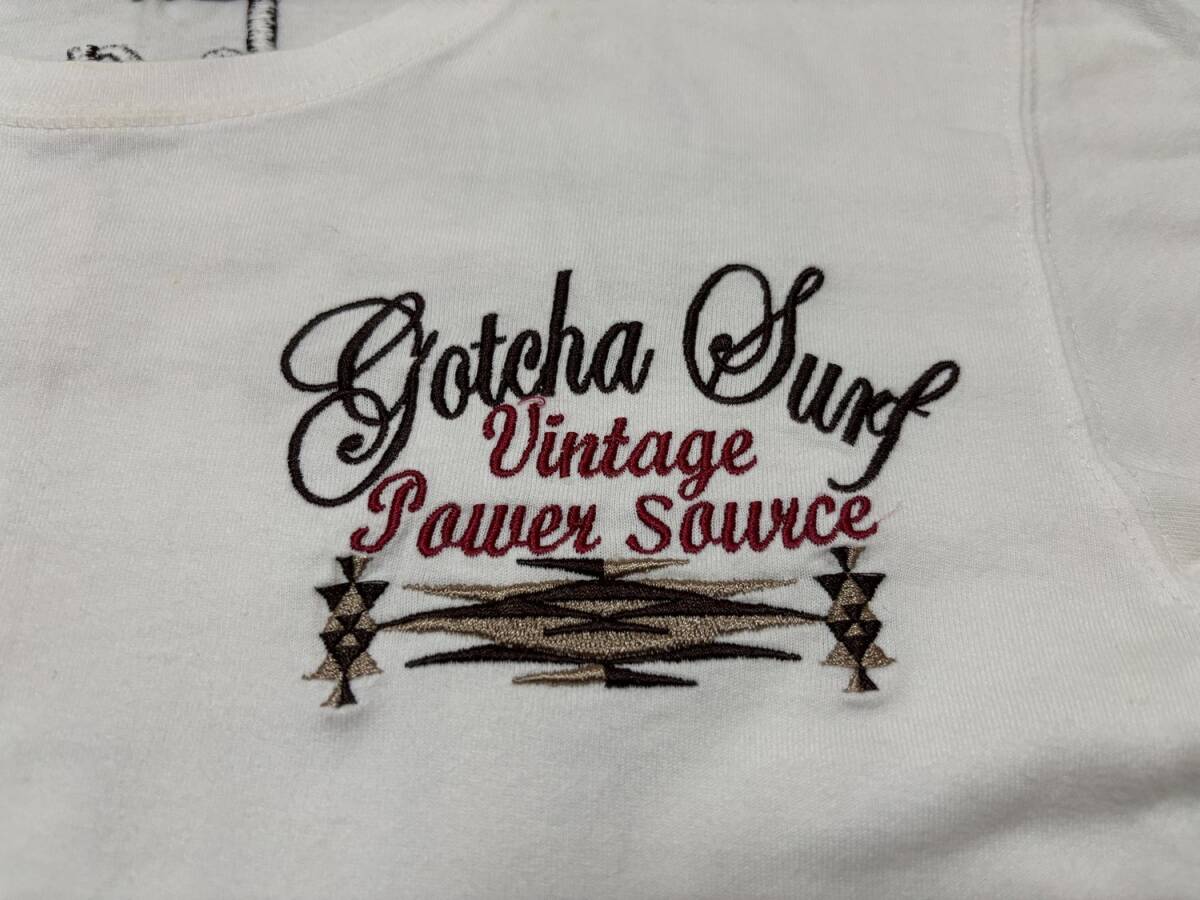 Gotcha Surf
Vintage
Power Source